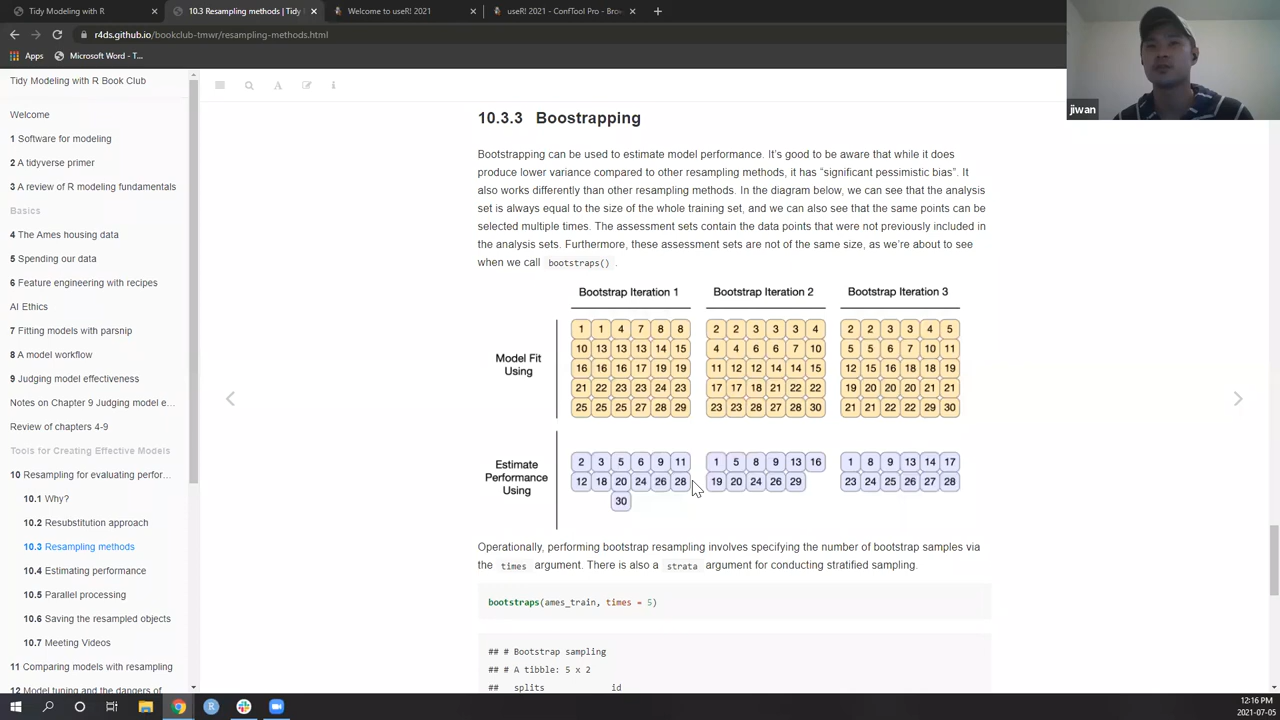 Tidy Modeling with R
10.3 Resampling methods | Tidy E
Welcome to useR! 2021
useR! 2021 - ConfTool Pro - Brow
r4ds.github.io/bookclub-tmwr/resampling-methods.html
Apps
Microsoft Word - T...
Tidy Modeling with R Book Club
Welcome
1 Software for modeling
2 A tidyverse primer
3 A review of R modeling fundamentals
Basics
4 The Ames housing data
5 Spending our data
6 Feature engineering with recipes
AI Ethics
7 Fitting models with parsnip
8 A model workflow
9 Judging model effectiveness
Notes on Chapter 9 Judging model e...
Review of chapters 4-9
Tools for Creating Effective Models
10 Resampling for evaluating perfor...
10.1 Why?
10.2 Resubstitution approach
10.3 Resampling methods
10.4 Estimating performance
10.5 Parallel processing
10.6 Saving the resampled objects
10.7 Meeting Videos
11 Comparing models with resampling
12 Model tuning and the dangers of
10.3.3 Boostrapping
Bootstrapping can be used to estimate model performance. It's good to be aware that while it does
produce lower variance compared to other resampling methods, it has “significant pessimistic bias”. It
also works differently than other resampling methods. In the diagram below, we can see that the analysis
set is always equal to the size of the whole training set, and we can also see that the same points can be
selected multiple times. The assessment sets contain the data points that were not previously included in
the analysis sets. Furthermore, these assessment sets are not of the same size, as we're about to see
when we call bootstraps() .
Bootstrap Iteration 1 Bootstrap Iteration 2 Bootstrap Iteration 3
Model Fit
Using
1 1 4 7 8 8 2 2 3 3 3 4 2 2 3 3 4 5
10 13 13 13 14 15 4 4 6 6 7 10 5 5 6 7 10 11
16 16 16 17 19 19 11 12 12 14 14 15 12 15 16 18 18 19
21 22 23 23 24 23 17 17 18 21 22 22 19 20 20 20 21 21
25 25 25 27 28 29 23 23 28 27 28 30 21 21 22 22 29 30
Estimate
Performance
Using
2 3 5 6 9 11 1 5 8 9 13 16 1 8 9 13 14 17
12 18 20 24 26 28 19 20 24 26 29 23 24 25 26 27 28
30
Operationally, performing bootstrap resampling involves specifying the number of bootstrap samples via
the times argument. There is also a strata argument for conducting stratified sampling.
bootstraps(ames_train, times = 5)
## # Bootstrap sampling
## # A tibble: 5 x 2
## splits id
jiwan
12:16 PM
2021-07-05